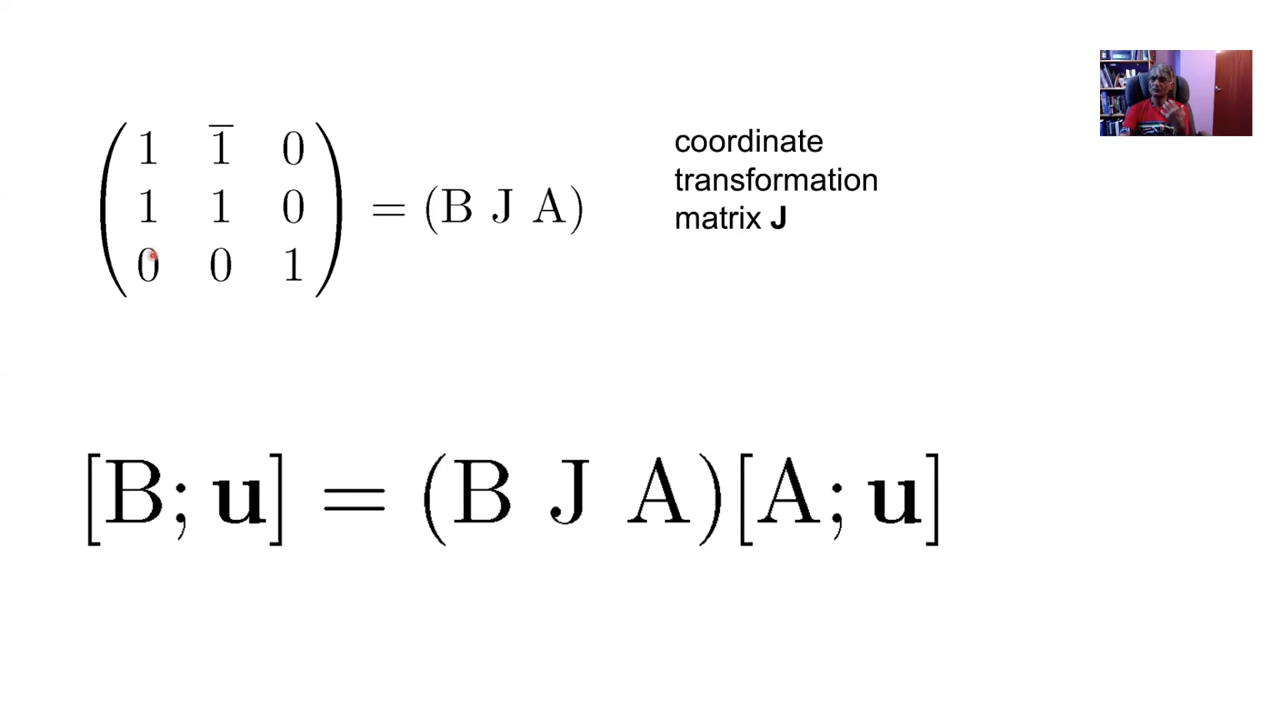 1 1̅ 0
1 1 0 = (B J A)
0 0 1
coordinate
transformation
matrix J
[B; u] = (B J A)[A; u]